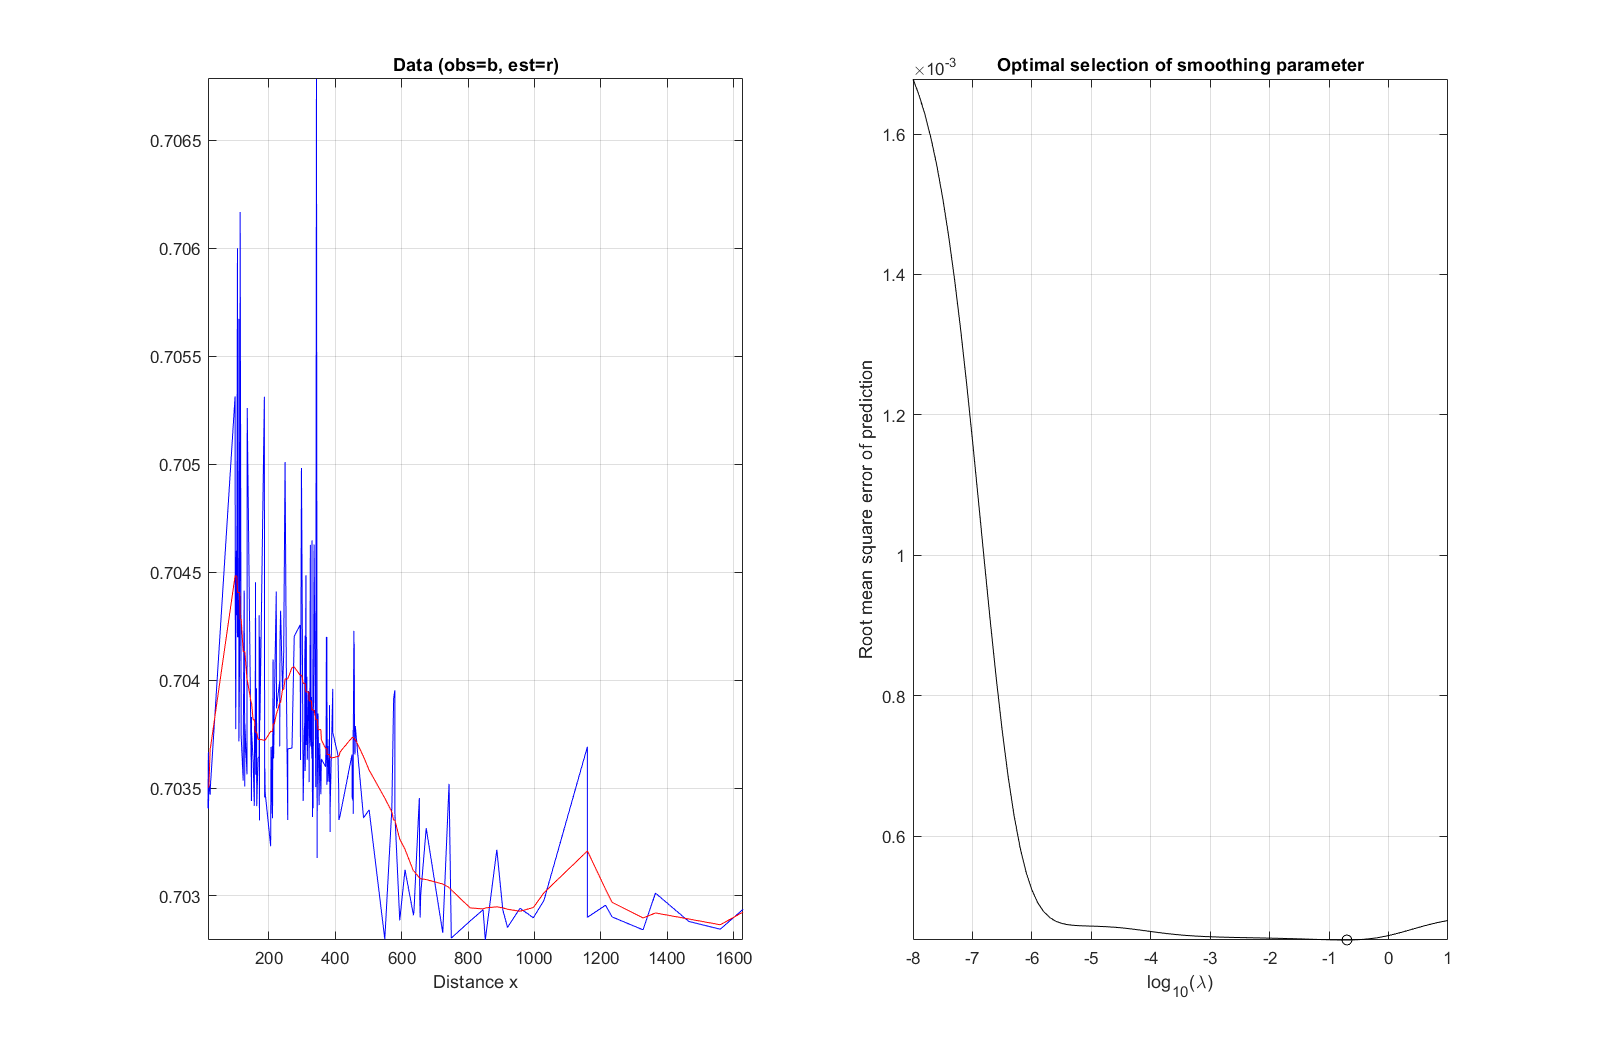 Data (obs=b, est=r)
0.7065
0.706
0.7055
0.705
0.7045
0.704
0.7035
0.703
200 400 600 800 1000 1200 1400 1600
Distance x
Optimal selection of smoothing parameter
×10-3
1.6
1.4
1.2
1
0.8
0.6
Root mean square error of prediction
-8 -7 -6 -5 -4 -3 -2 -1 0 1
log10(λ)